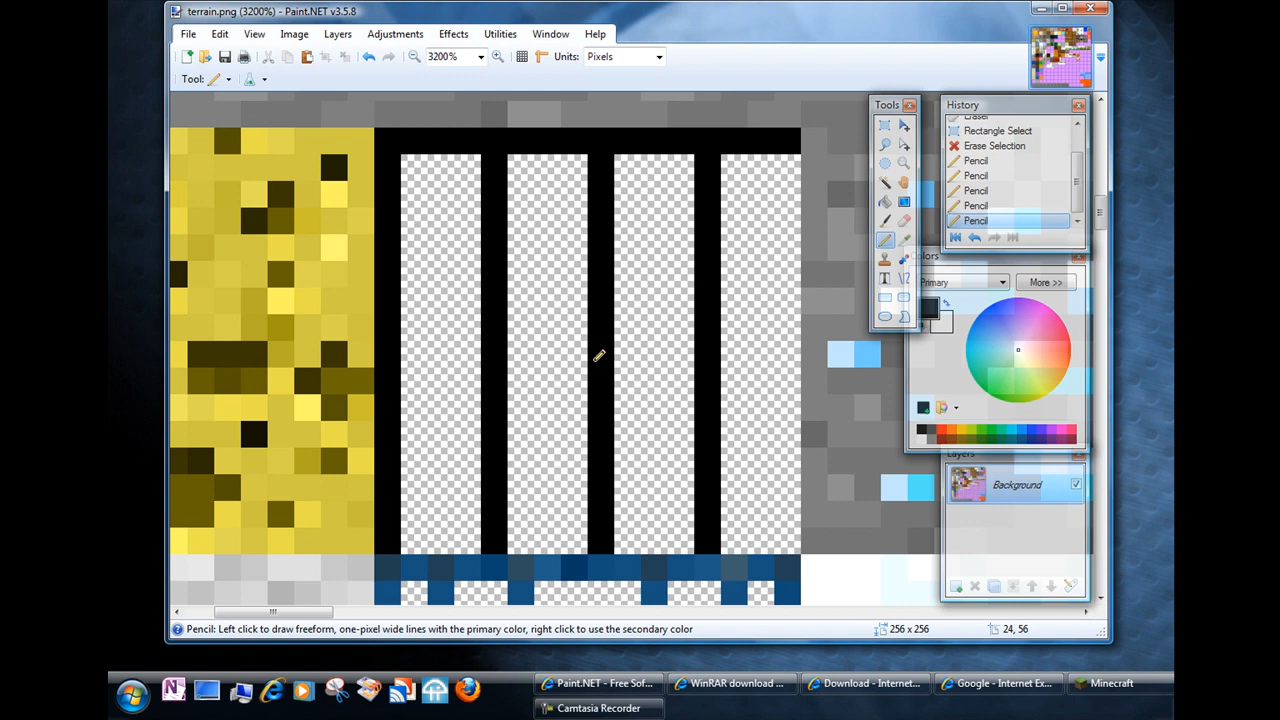 terrain.png (3200%) - Paint.NET v3.5.8
File Edit View Image Layers Adjustments Effects Utilities Window Help
3200% Units: Pixels
Tool:
Tools
History
Eraser
Rectangle Select
Erase Selection
Pencil
Pencil
Pencil
Pencil
Pencil
Colors
Primary More >>
Layers
Background
Pencil: Left click to draw freeform, one-pixel wide lines with the primary color, right click to use the secondary color 256 x 256 24, 56
Paint.NET - Free Sof... WinRAR download ... Download - Internet... Google - Internet Ex... Minecraft
Camtasia Recorder